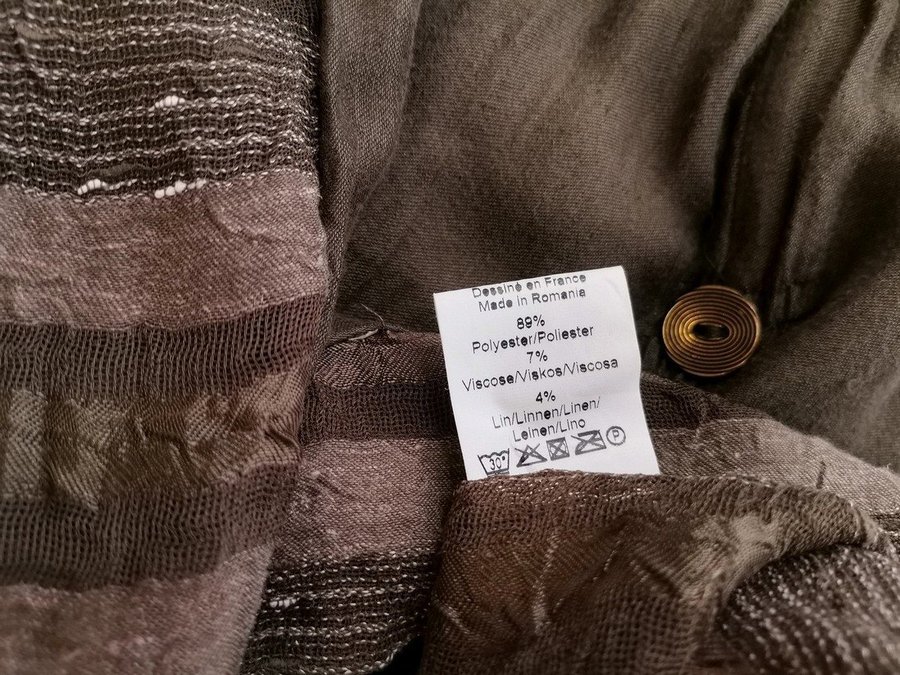 Dessiné en France
Made in Romania
89%
Polyester/Poliester
7%
Viscose/Viskos/Viscosa
4%
Lin/Linnen/Linen/
Leinen/Lino
30° P